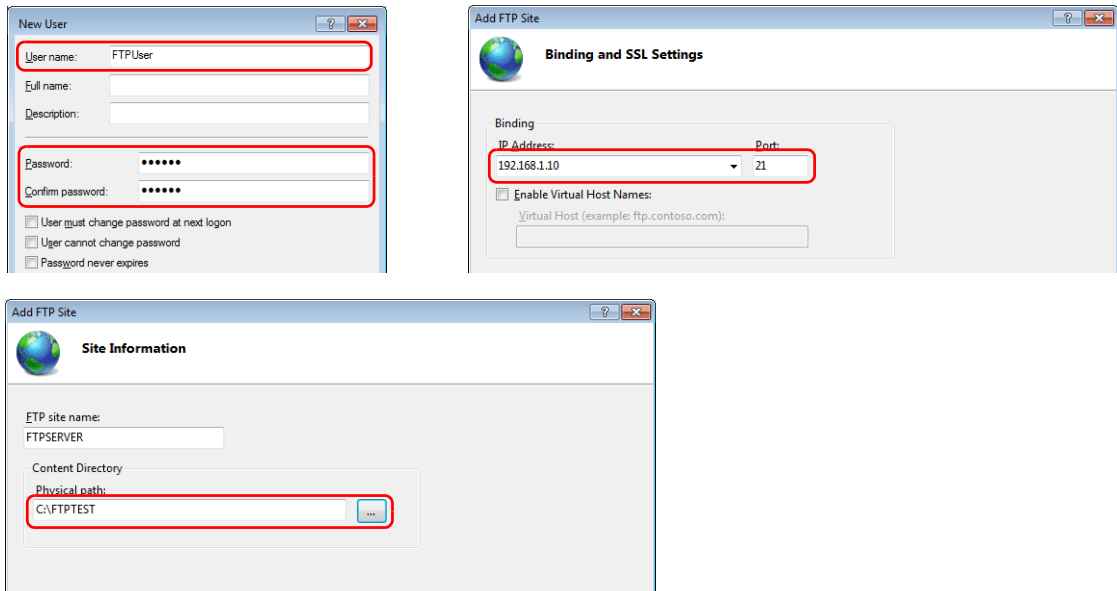 New User
User name: FTPUser
Full name:
Description:
Password: ••••••
Confirm password: ••••••
User must change password at next logon
User cannot change password
Password never expires
Add FTP Site
Binding and SSL Settings
Binding
IP Address: Port:
192.168.1.10 21
Enable Virtual Host Names:
Virtual Host (example: ftp.contoso.com):
Add FTP Site
Site Information
FTP site name:
FTPSERVER
Content Directory
Physical path:
C:\FTPTEST ...